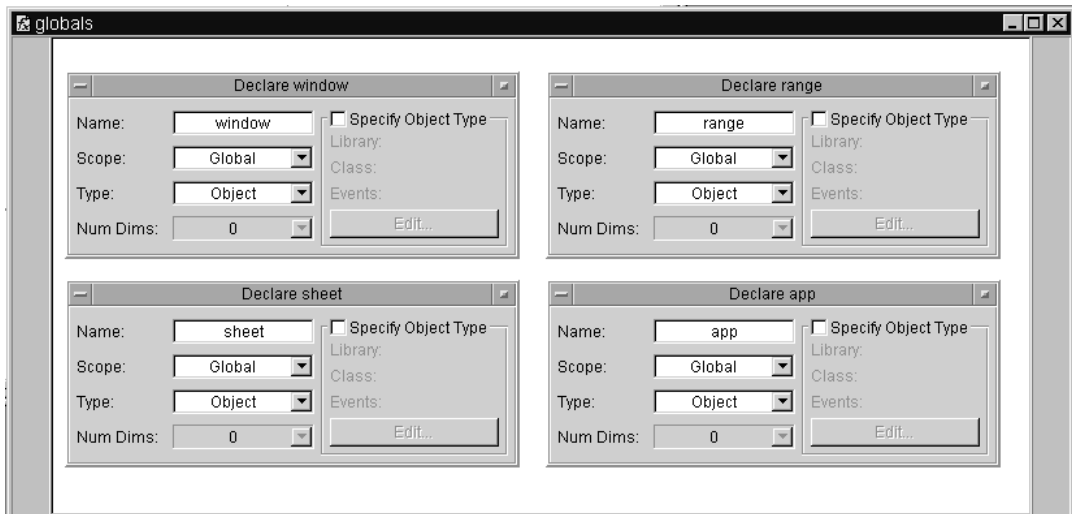 globals
Declare window
Name: window
Scope: Global
Type: Object
Num Dims: 0
Specify Object Type
Library:
Class:
Events:
Edit...
Declare range
Name: range
Scope: Global
Type: Object
Num Dims: 0
Specify Object Type
Library:
Class:
Events:
Edit...
Declare sheet
Name: sheet
Scope: Global
Type: Object
Num Dims: 0
Specify Object Type
Library:
Class:
Events:
Edit...
Declare app
Name: app
Scope: Global
Type: Object
Num Dims: 0
Specify Object Type
Library:
Class:
Events:
Edit...